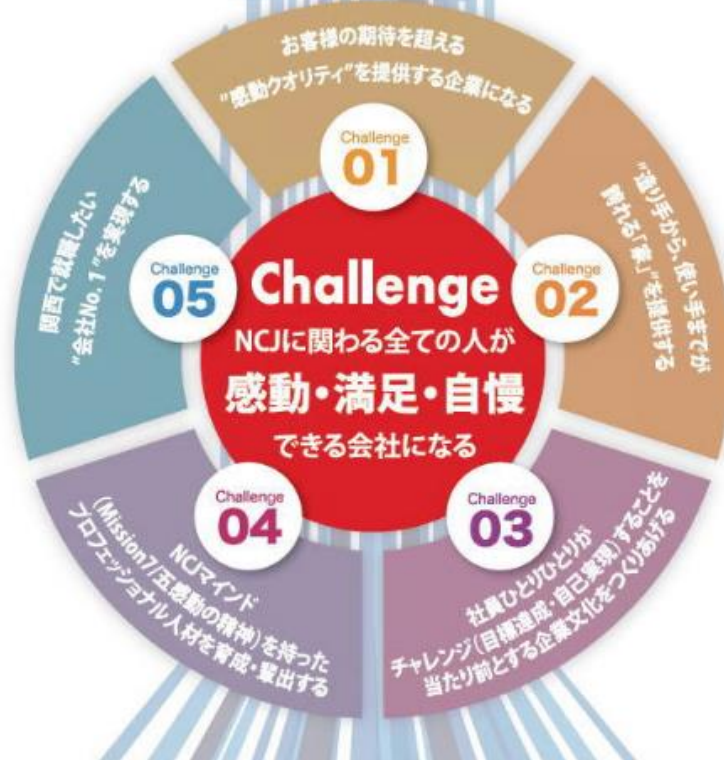 お客様の期待を超える
"感動クオリティ"を提供する企業になる
Challenge
01
"造り手から、使い手までが
誇れる「家」"を提供する
Challenge
02
社員ひとりひとりが
チャレンジ(目標達成・自己実現)することを
当たり前とする企業文化をつくりあげる
Challenge
03
NCJマインド
(Mission7/五感動の精神)を持った
プロフェッショナル人材を育成・輩出する
Challenge
04
関西で就職したい
"会社No.1"を実現する
Challenge
05
Challenge
NCJに関わる全ての人が
感動・満足・自慢
できる会社になる